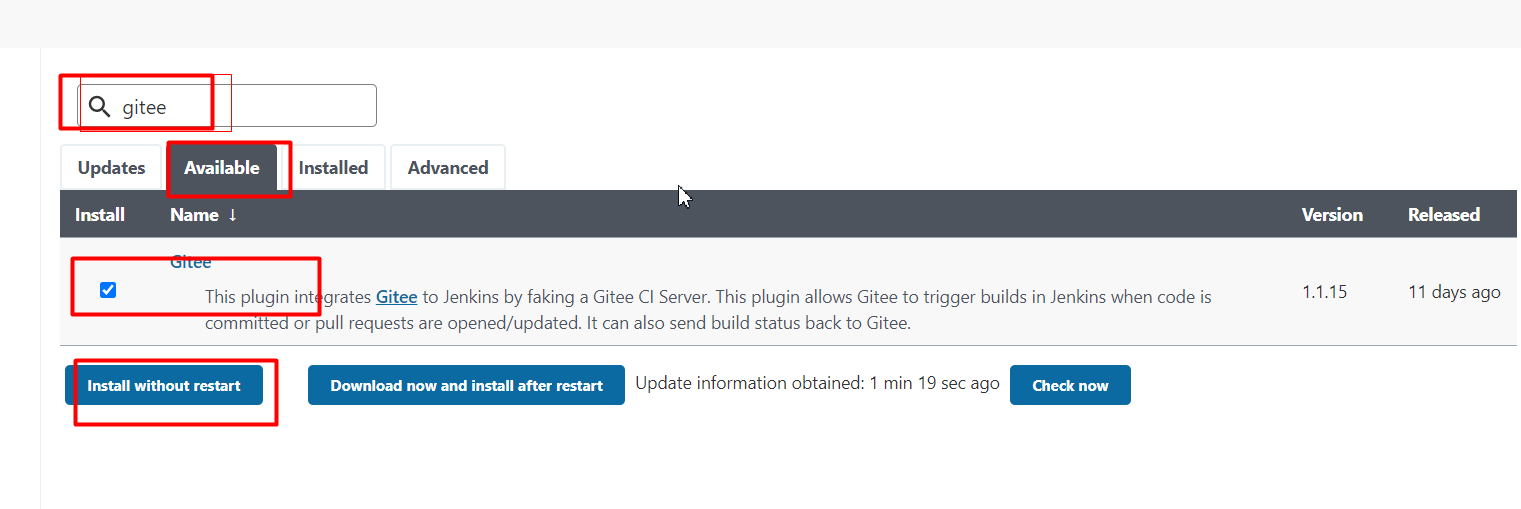 gitee
Updates Available Installed Advanced
Install Name ↓ Version Released
Gitee
This plugin integrates Gitee to Jenkins by faking a Gitee CI Server. This plugin allows Gitee to trigger builds in Jenkins when code is 1.1.15 11 days ago
committed or pull requests are opened/updated. It can also send build status back to Gitee.
Install without restart Download now and install after restart Update information obtained: 1 min 19 sec ago Check now